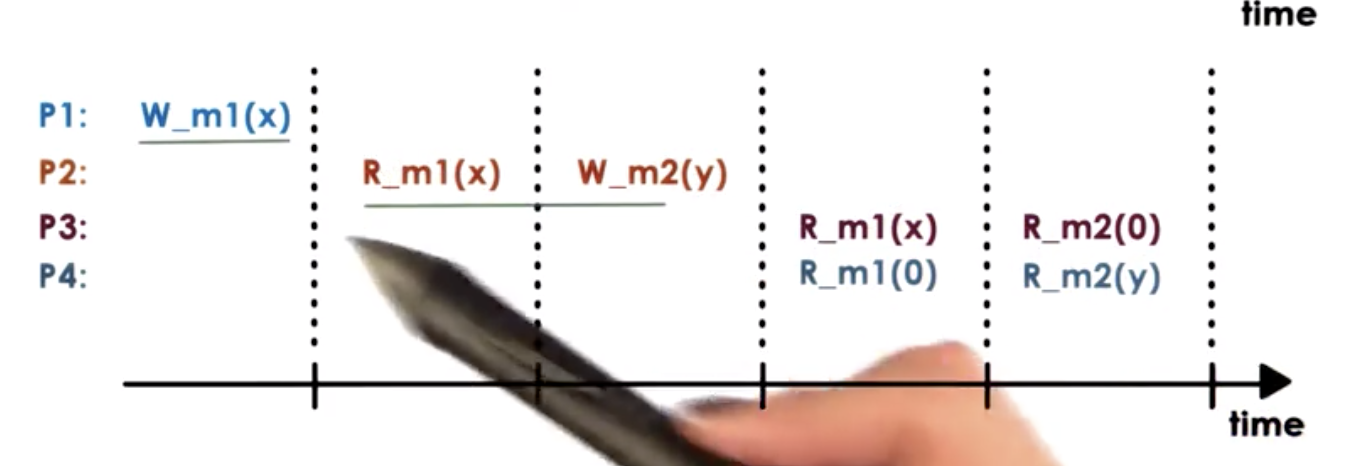 time
P1: W_m1(x)
P2: R_m1(x) W_m2(y)
P3: R_m1(x) R_m2(0)
P4: R_m1(0) R_m2(y)
time